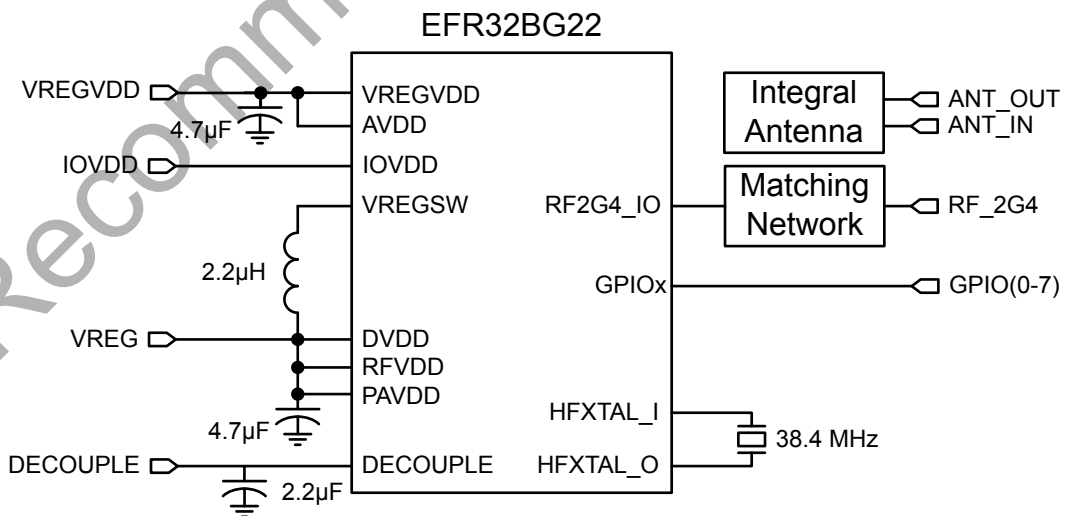 EFR32BG22
Recomm
VREGVDD
4.7µF
IOVDD
2.2µH
VREG
4.7µF
DECOUPLE
2.2µF
VREGVDD
AVDD
IOVDD
VREGSW
DVDD
RFVDD
PAVDD
DECOUPLE
RF2G4_IO
GPIOx
HFXTAL_I
HFXTAL_O
Integral
Antenna
ANT_OUT
ANT_IN
Matching
Network
RF_2G4
GPIO(0-7)
38.4 MHz